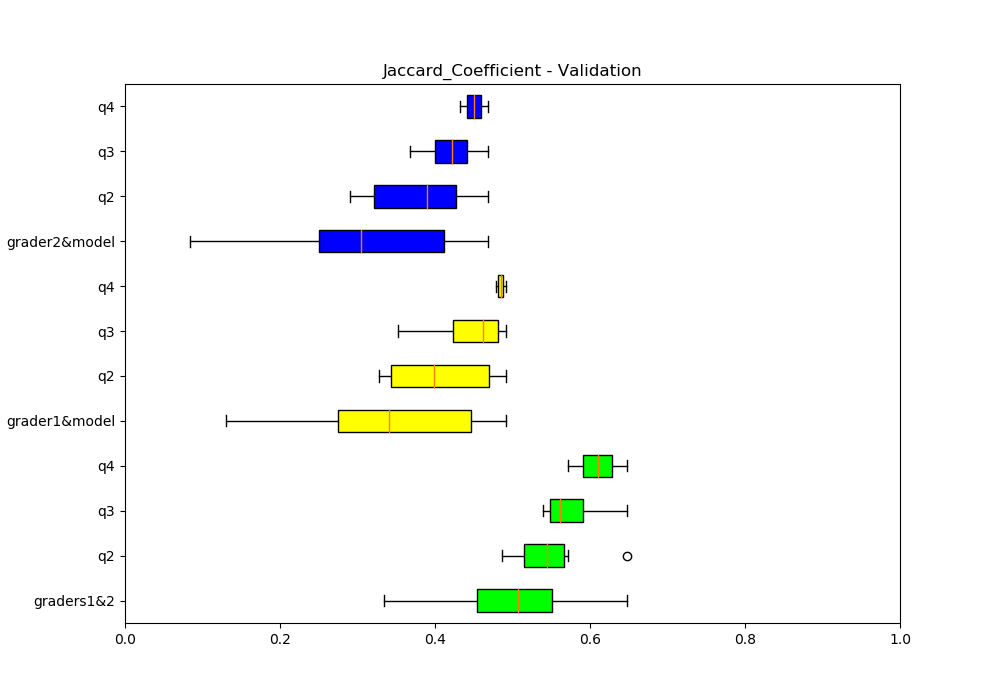 Jaccard_Coefficient - Validation
q4
q3
q2
grader2&model
q4
q3
q2
grader1&model
q4
q3
q2
graders1&2
0.0 0.2 0.4 0.6 0.8 1.0